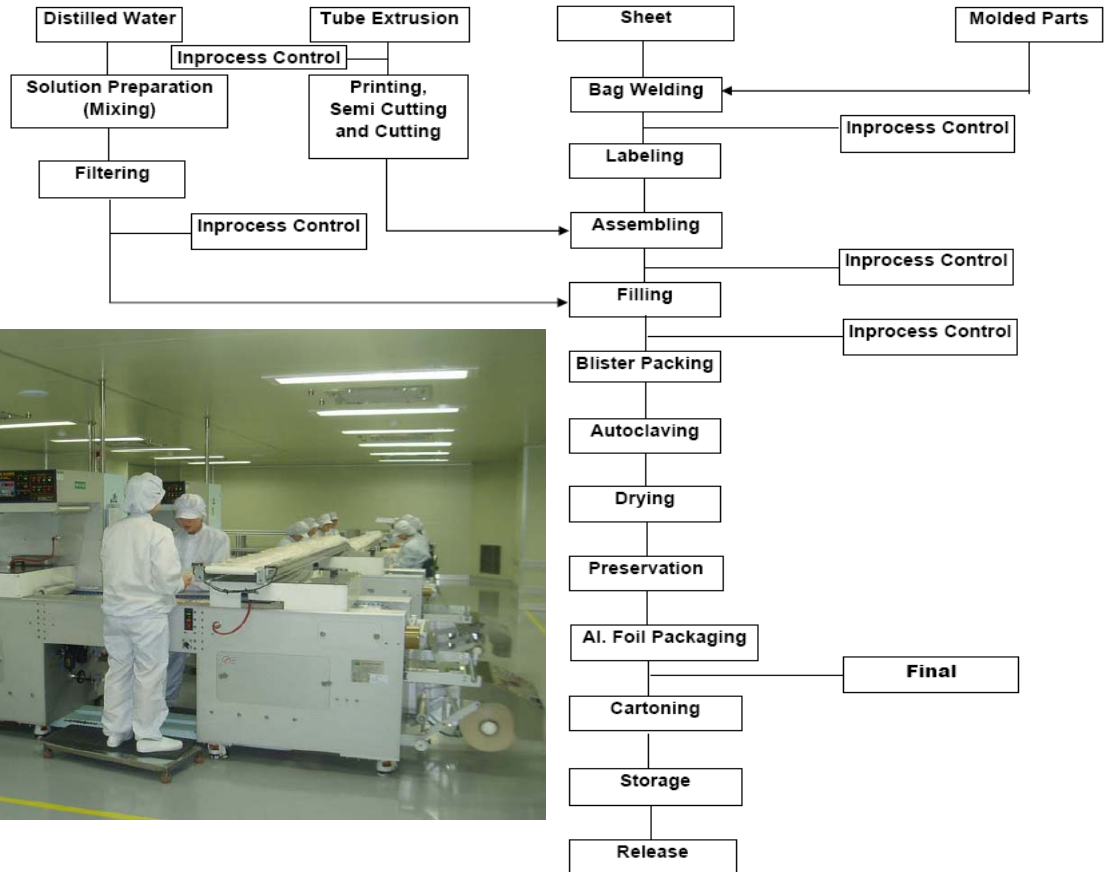 Distilled Water
Tube Extrusion
Sheet
Molded Parts
Inprocess Control
Solution Preparation
(Mixing)
Printing,
Semi Cutting
and Cutting
Bag Welding
Inprocess Control
Labeling
Filtering
Inprocess Control
Assembling
Inprocess Control
Filling
Inprocess Control
Blister Packing
Autoclaving
Drying
Preservation
Al. Foil Packaging
Final
Cartoning
Storage
Release